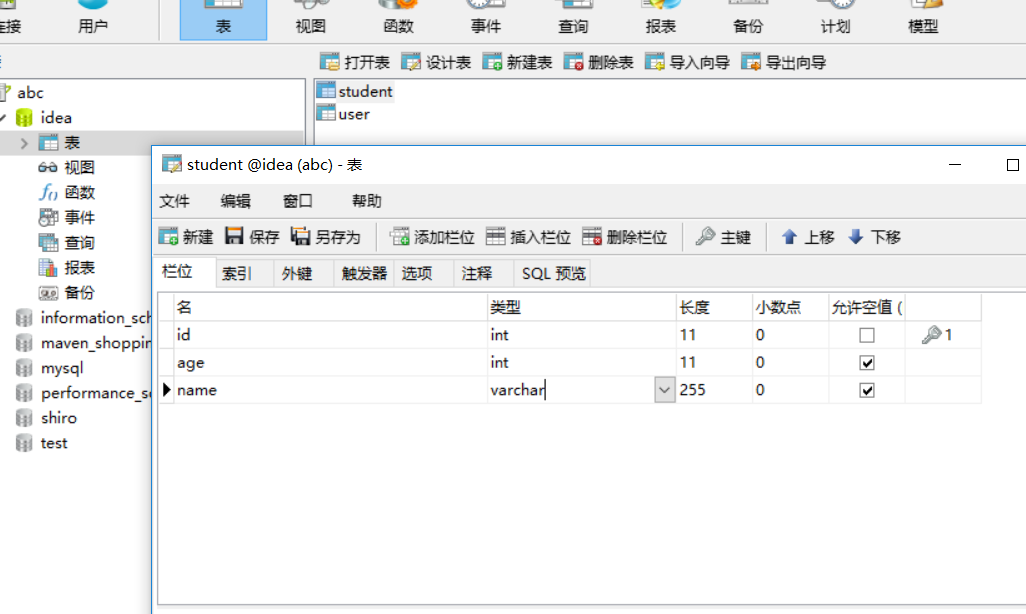 连接 用户 表 视图 函数 事件 查询 报表 备份 计划 模型
打开表 设计表 新建表 删除表 导入向导 导出向导
abc
idea
表
视图
函数
事件
查询
报表
备份
information_sch
maven_shoppin
mysql
performance_sc
shiro
test
student
user
student @idea (abc) - 表
文件 编辑 窗口 帮助
新建 保存 另存为 添加栏位 插入栏位 删除栏位 主键 上移 下移
栏位 索引 外键 触发器 选项 注释 SQL 预览
名 类型 长度 小数点 允许空值 (
id int 11 0 1
age int 11 0
name varchar 255 0